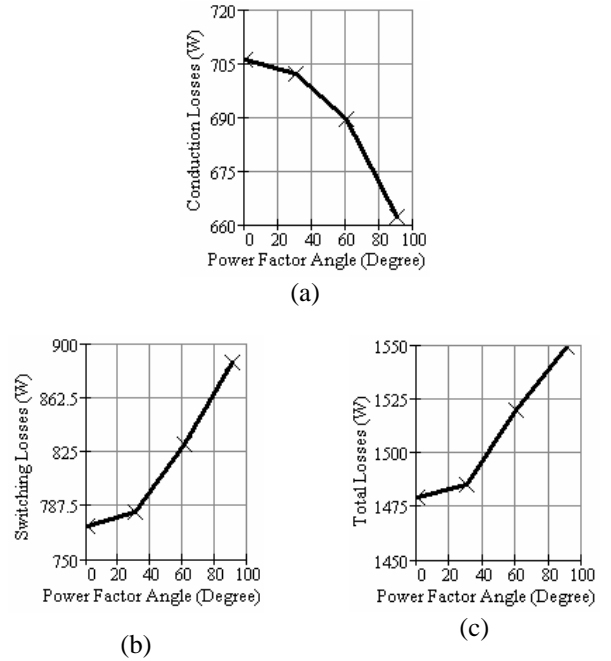 720
705
690
675
660
Conduction Losses (W)
0 20 40 60 80 100
Power Factor Angle (Degree)
(a)
900
862.5
825
787.5
750
Switching Losses (W)
0 20 40 60 80 100
Power Factor Angle (Degree)
(b)
1550
1525
1500
1475
1450
Total Losses (W)
0 20 40 60 80 100
Power Factor Angle (Degree)
(c)